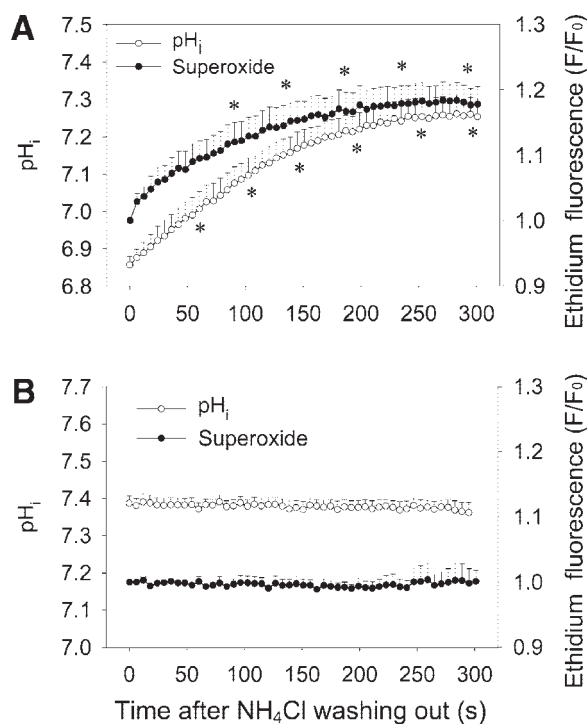 A
pHi
Superoxide
7.5
7.4
7.3
7.2
7.1
7.0
6.9
6.8
pHi
1.3
1.2
1.1
1.0
0.9
Ethidium fluorescence (F/F0)
* * * * *
* * * * * *
0 50 100 150 200 250 300
B
pHi
Superoxide
7.7
7.6
7.5
7.4
7.3
7.2
7.1
7.0
pHi
1.3
1.2
1.1
1.0
0.9
Ethidium fluorescence (F/F0)
0 50 100 150 200 250 300
Time after NH4Cl washing out (s)